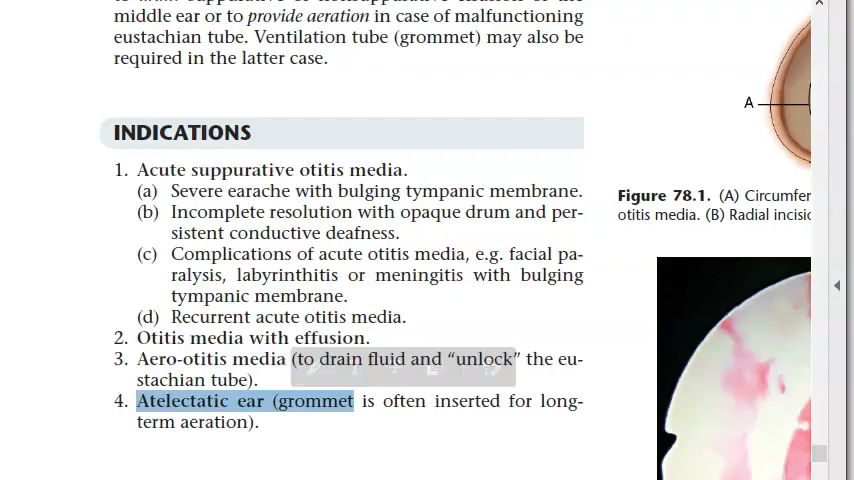 middle ear or to provide aeration in case of malfunctioning
eustachian tube. Ventilation tube (grommet) may also be
required in the latter case.
INDICATIONS
1. Acute suppurative otitis media.
(a) Severe earache with bulging tympanic membrane.
(b) Incomplete resolution with opaque drum and per-
sistent conductive deafness.
(c) Complications of acute otitis media, e.g. facial pa-
ralysis, labyrinthitis or meningitis with bulging
tympanic membrane.
(d) Recurrent acute otitis media.
2. Otitis media with effusion.
3. Aero-otitis media (to drain fluid and “unlock” the eu-
stachian tube).
4. Atelectatic ear (grommet is often inserted for long-
term aeration).
A
Figure 78.1. (A) Circumfer
otitis media. (B) Radial incisi